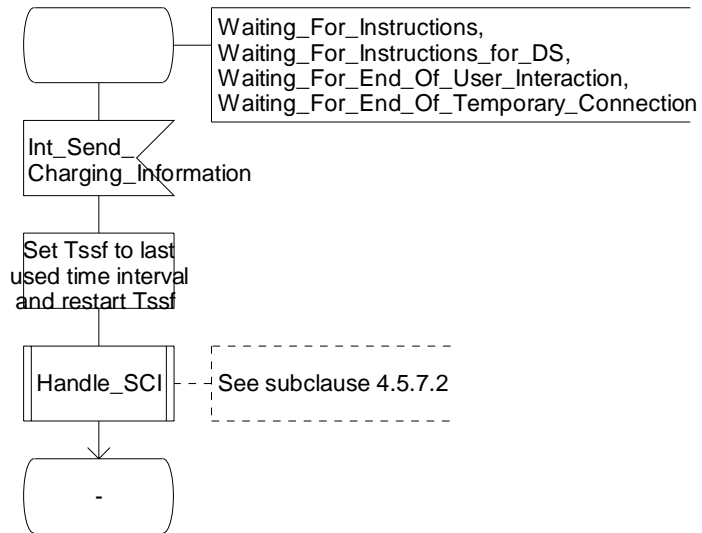 Waiting_For_Instructions,
Waiting_For_Instructions_for_DS,
Waiting_For_End_Of_User_Interaction,
Waiting_For_End_Of_Temporary_Connection
Int_Send_
Charging_Information
Set Tssf to last
used time interval
and restart Tssf
Handle_SCI
See subclause 4.5.7.2
-